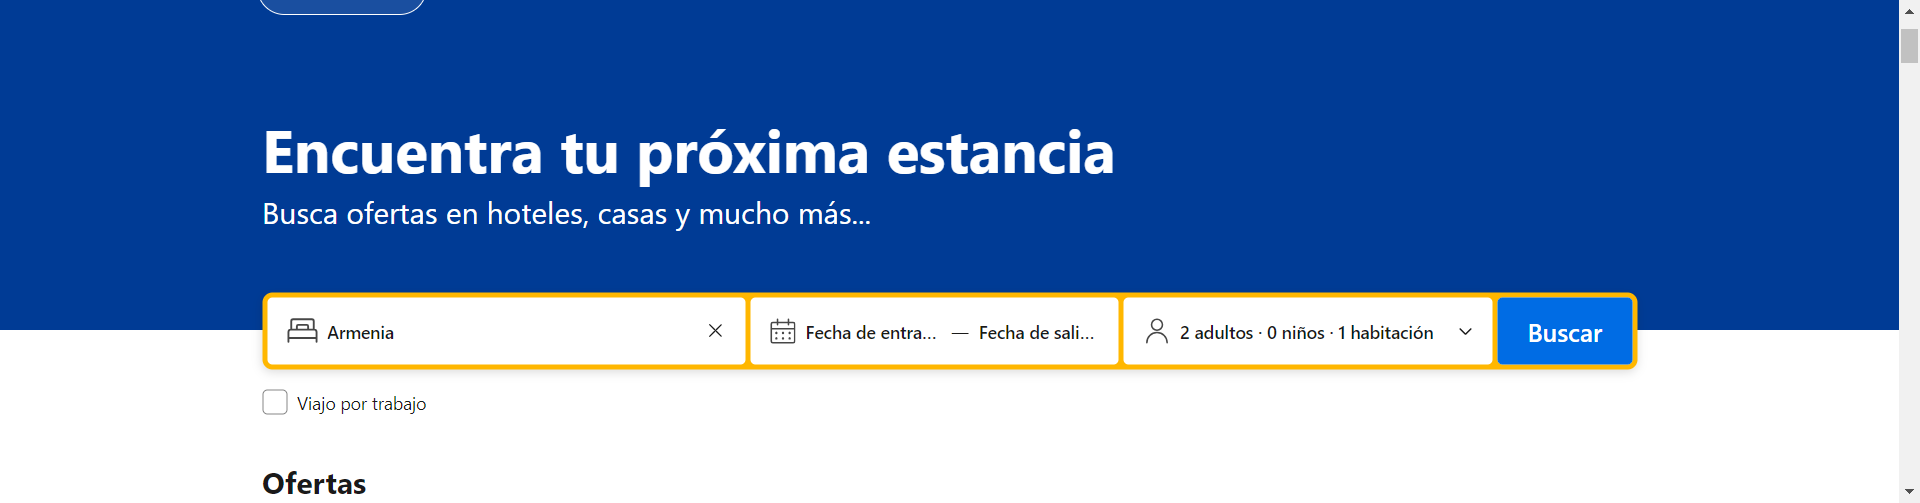 Encuentra tu próxima estancia
Busca ofertas en hoteles, casas y mucho más...
Armenia
Fecha de entra... — Fecha de sali...
2 adultos · 0 niños · 1 habitación
Buscar
Viajo por trabajo
Ofertas